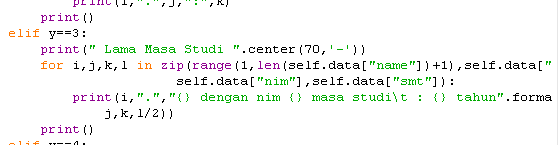 print(i,".",j,":",k)
print()
elif y==3:
print(" Lama Masa Studi ".center(70,'-'))
for i,j,k,l in zip(range(1,len(self.data["name"])+1),self.data["
self.data["nim"],self.data["smt"]):
print(i,".","{} dengan nim {} masa studi\t : {} tahun".forma
j,k,l/2))
print()
elif y==4: